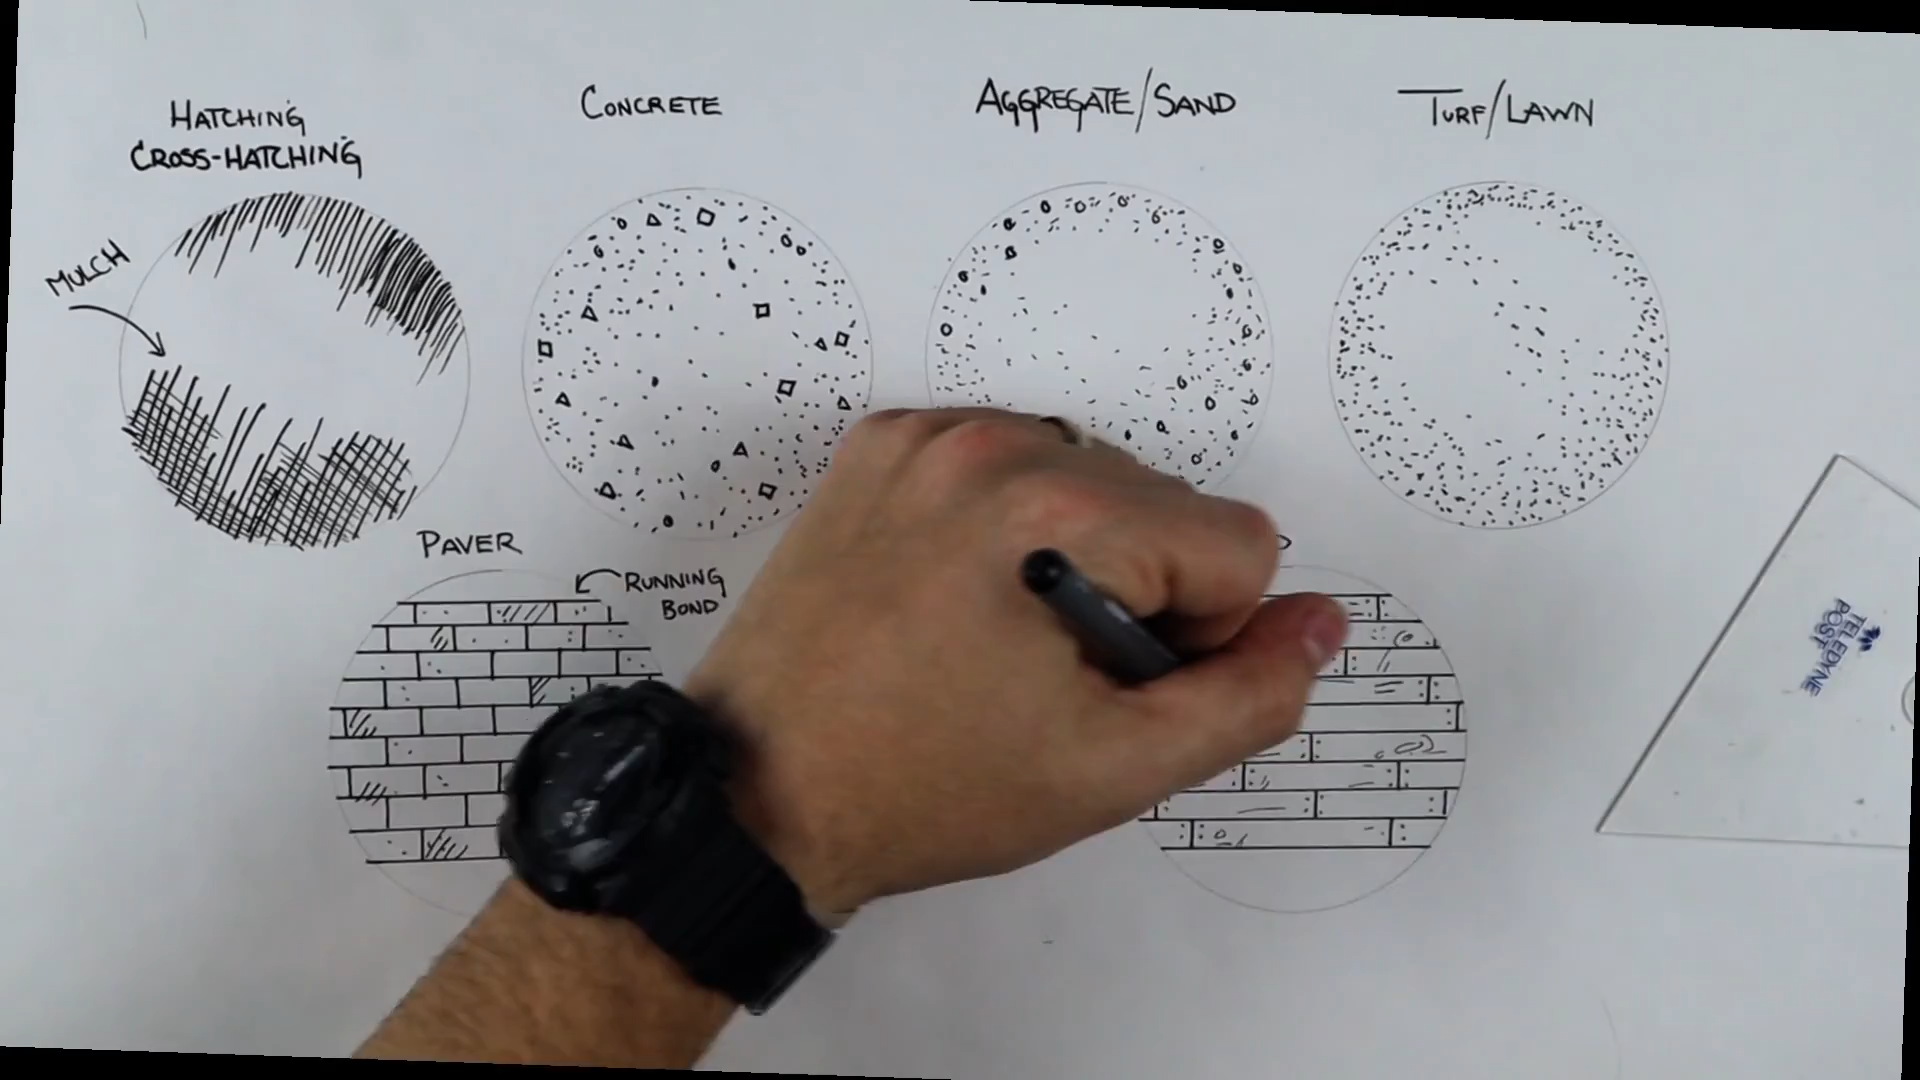 HATCHING
CROSS-HATCHING
CONCRETE
AGGREGATE/SAND
TURF/LAWN
MULCH
PAVER
RUNNING
BOND
TELEDYNE
POST